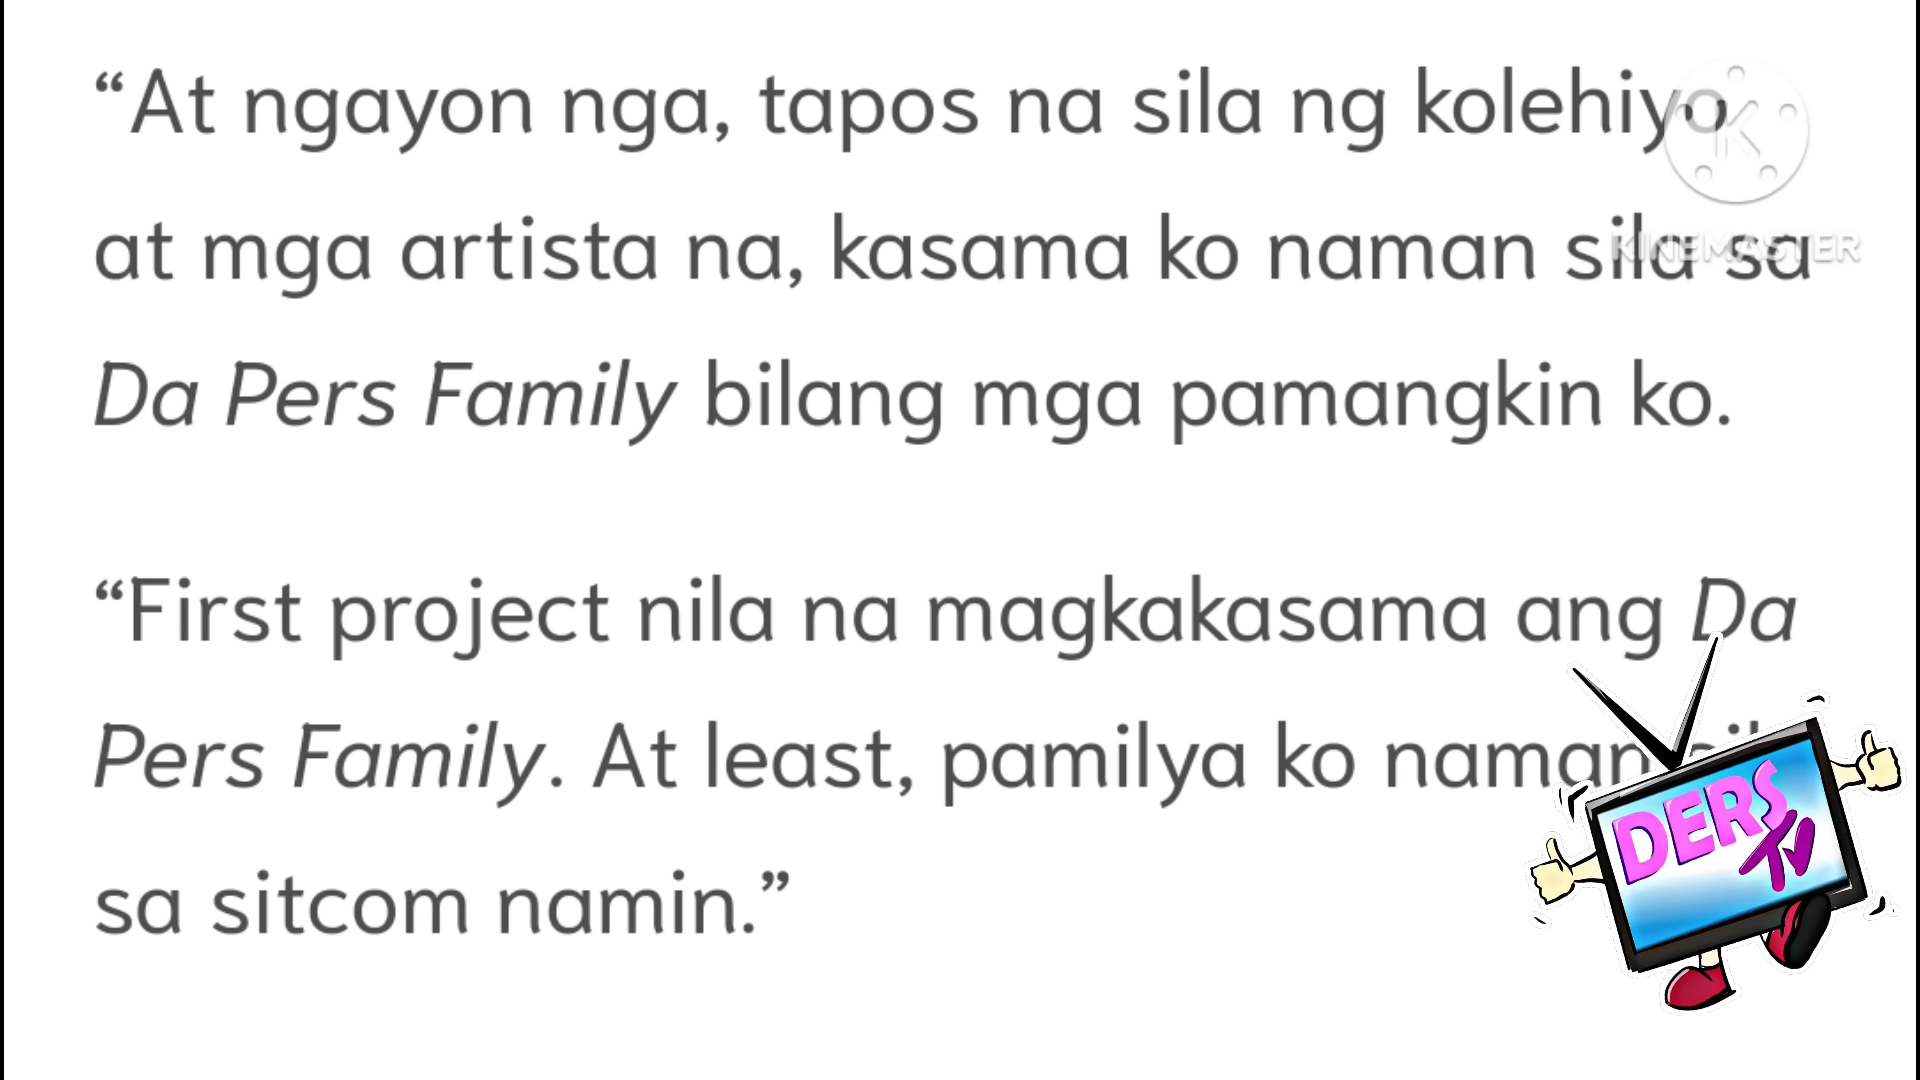 “At ngayon nga, tapos na sila ng kolehiyo
at mga artista na, kasama ko naman sila sa
Da Pers Family bilang mga pamangkin ko.
“First project nila na magkakasama ang Da
Pers Family. At least, pamilya ko naman
sa sitcom namin.”
KINEMASTER
DERS
TV